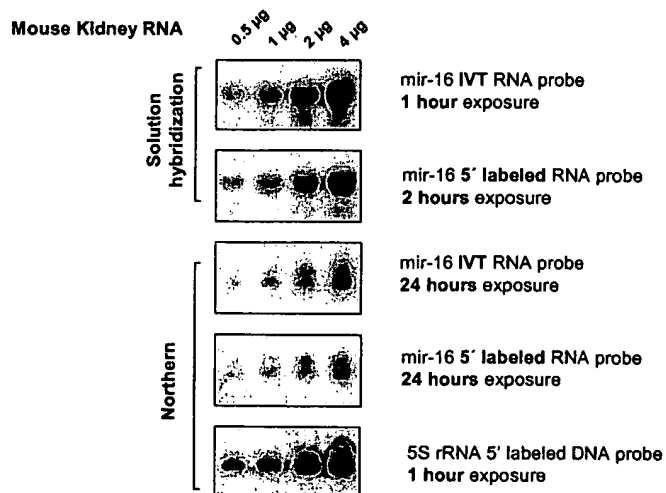 Mouse Kidney RNA
0.5 µg
1 µg
2 µg
4 µg
Solution
hybridization
mir-16 IVT RNA probe
1 hour exposure
mir-16 5´ labeled RNA probe
2 hours exposure
Northern
mir-16 IVT RNA probe
24 hours exposure
mir-16 5´ labeled RNA probe
24 hours exposure
5S rRNA 5' labeled DNA probe
1 hour exposure